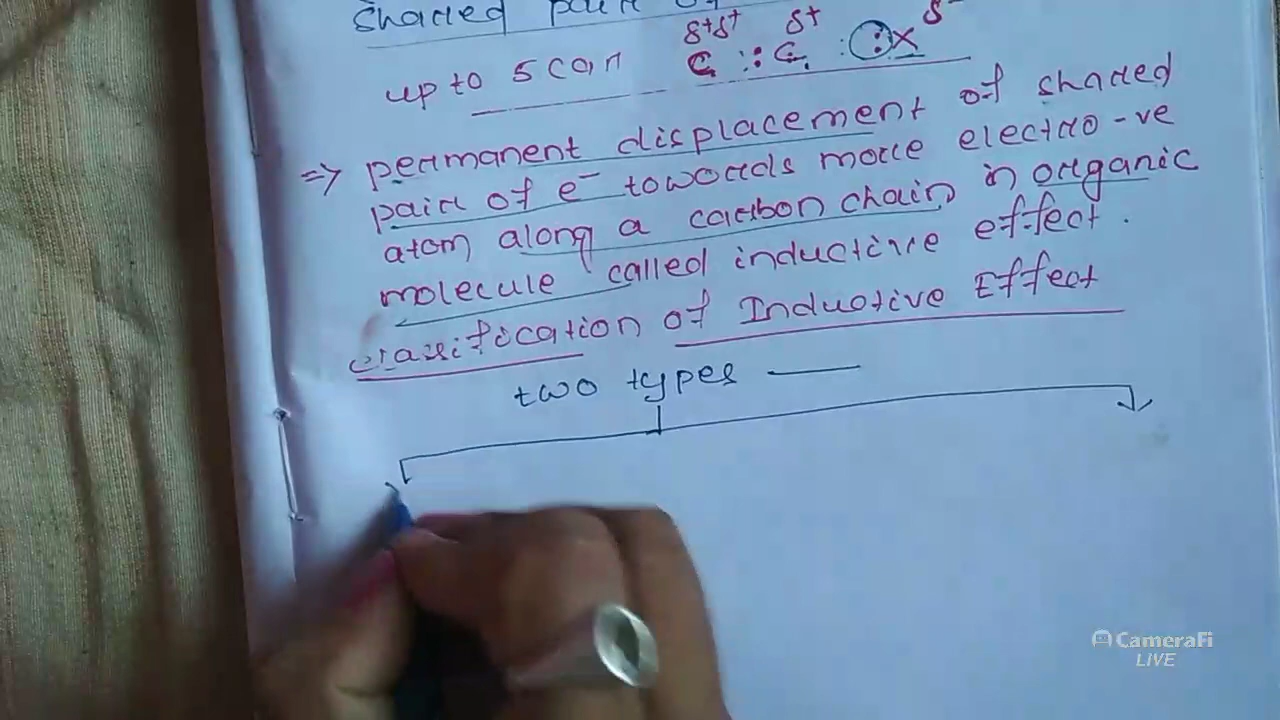 shared pair of
δ+δ+ δ+ δ-
up to 5 can C : : C . : X
⇒ permanent displacement of shared
pair of e⁻ towards more electro -ve
atom along a carbon chain in organic
molecule called inductive effect .
classification of Inductive Effect
two types —
CameraFi
LIVE